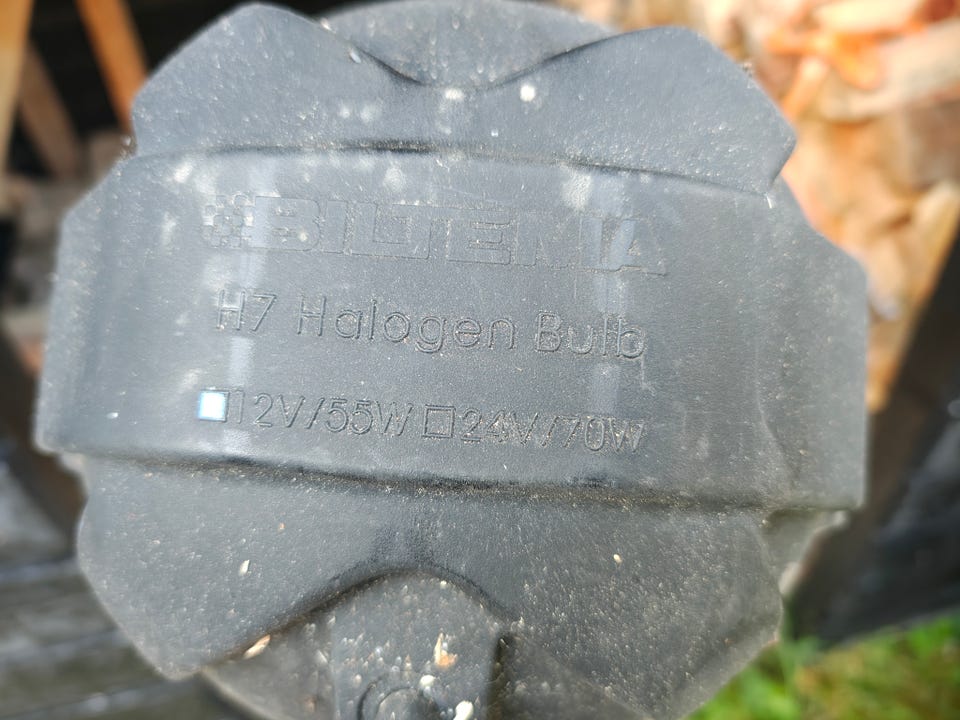 BILTEMA
H7 Halogen Bulb
12V/55W 24V/70W